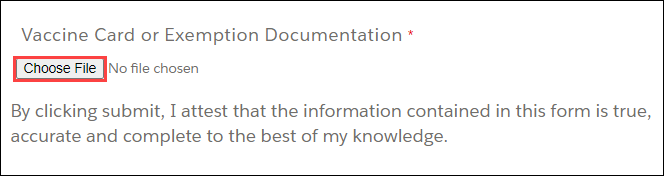 Vaccine Card or Exemption Documentation *
Choose File No file chosen
By clicking submit, I attest that the information contained in this form is true,
accurate and complete to the best of my knowledge.